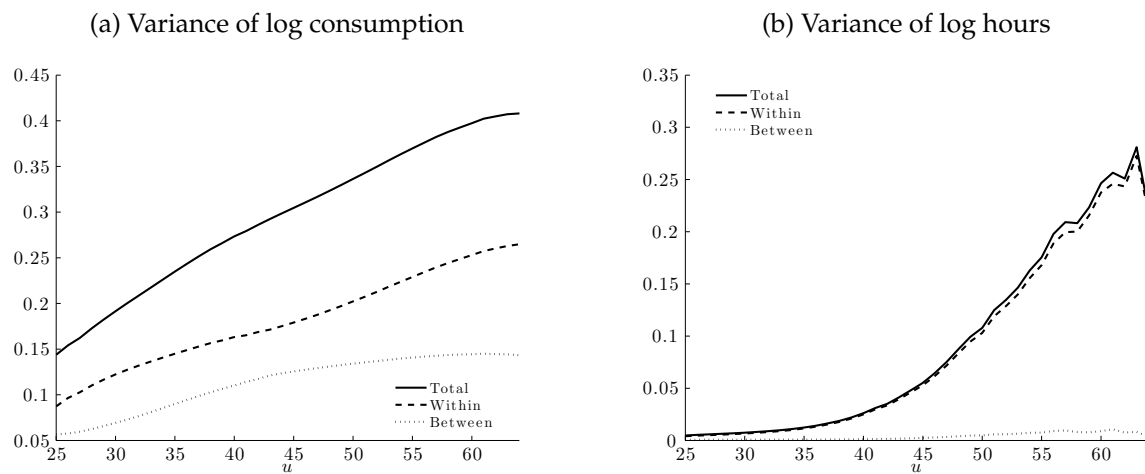 (a) Variance of log consumption
0.45
0.4
0.35
0.3
0.25
0.2
0.15
0.1
0.05
25 30 35 40 45 50 55 60
u
Total
Within
Between
(b) Variance of log hours
0.35
0.3
0.25
0.2
0.15
0.1
0.05
0
25 30 35 40 45 50 55 60
u
Total
Within
Between